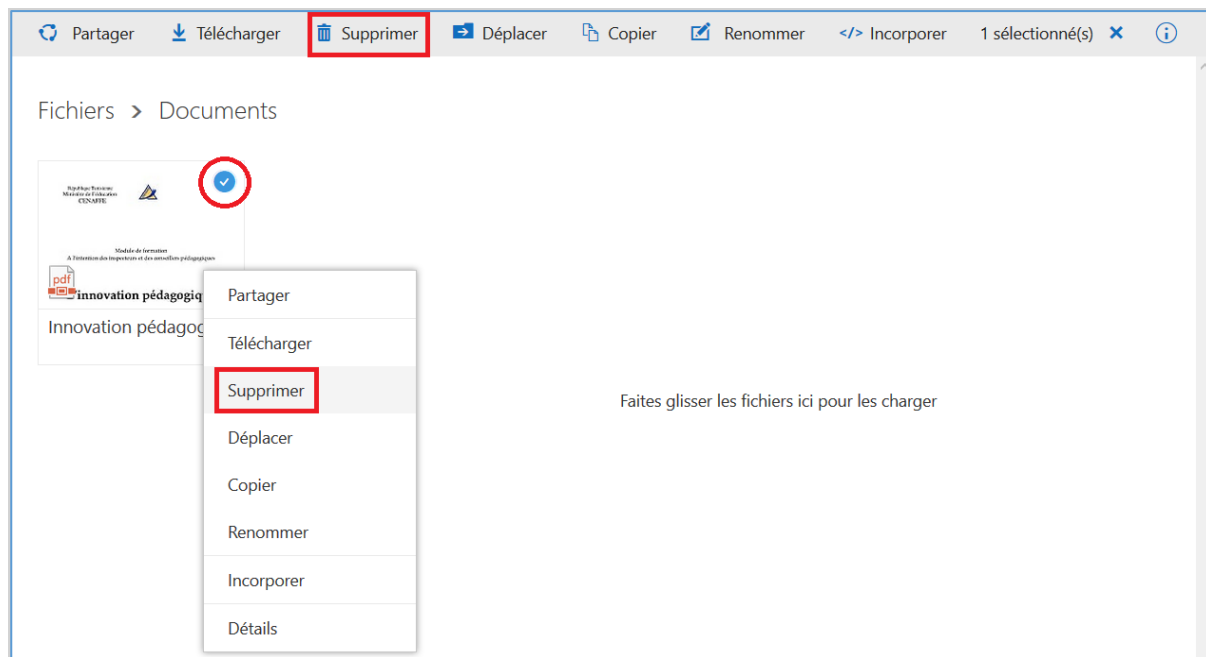 Partager Télécharger Supprimer Déplacer Copier Renommer </> Incorporer 1 sélectionné(s)
Fichiers > Documents
République Tunisienne
Ministère de l'éducation
CENAFFE
Module de formation
A l'intention des inspecteurs et des conseillers pédagogiques
pdf
innovation pédagogiq
Innovation pédagog
Partager
Télécharger
Supprimer
Déplacer
Copier
Renommer
Incorporer
Détails
Faites glisser les fichiers ici pour les charger